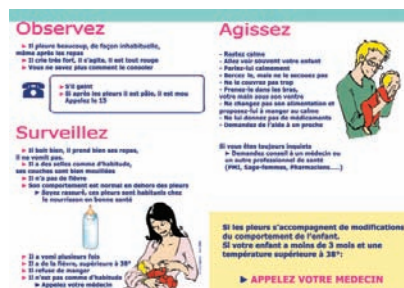 Observez
► Il pleure beaucoup, de façon inhabituelle,
même après les repas
► Il crie très fort, il s'agite, il est tout rouge
► Vous ne savez plus comment le consoler
► S'il geint
► Si après les pleurs il est pâle, il est mou
Appelez le 15
Surveillez
► Il boit bien, il prend bien ses repas,
il ne vomit pas.
► Il a des selles comme d'habitude,
ses couches sont bien mouillées
► Il n'a pas de fièvre
► Son comportement est normal en dehors des pleurs
► Soyez rassuré, ces pleurs sont habituels chez
le nourrisson en bonne santé
► Il a vomi plusieurs fois
► Il a de la fièvre, supérieure à 38°
► Il refuse de manger
► Il n'est pas comme d'habitude
► Appelez votre médecin
Agissez
- Restez calme
- Allez voir souvent votre enfant
- Parlez-lui calmement
- Bercez le, mais ne le secouez pas
- Ne le couvrez pas trop
- Prenez-le dans les bras,
votre main sous son ventre
- Ne changez pas son alimentation et
proposez-lui à manger au calme
- Ne lui donnez pas de médicaments
- Demandez de l'aide à un proche
Si vous êtes toujours inquiets
► Demandez conseil à un médecin ou
un autre professionnel de santé
(PMI, Sage-femmes, Pharmaciens....)
Si les pleurs s'accompagnent de modifications
du comportement de l'enfant.
Si votre enfant a moins de 3 mois et une
température supérieure à 38°:
► APPELEZ VOTRE MEDECIN